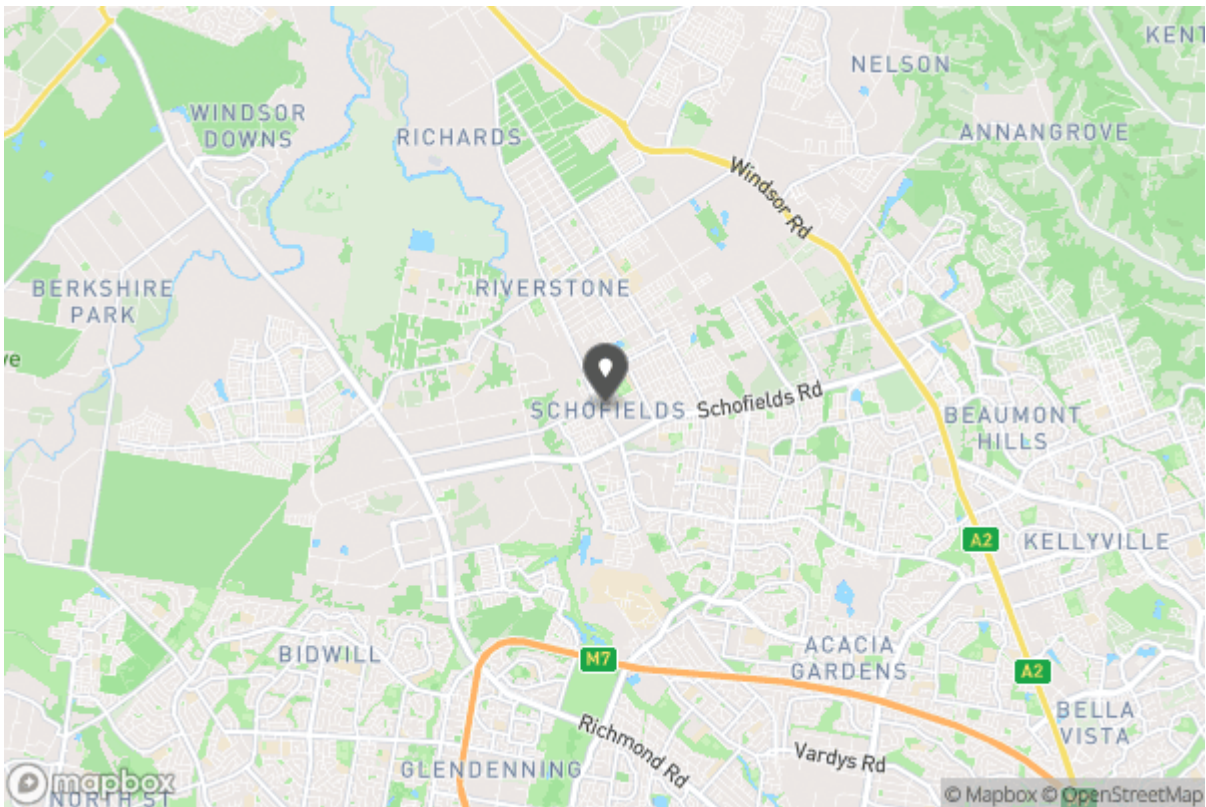 KENT
NELSON
WINDSOR
DOWNS
RICHARDS
ANNANGROVE
Windsor Rd
BERKSHIRE
PARK
RIVERSTONE
ve
SCHOFIELDS
Schofields Rd
BEAUMONT
HILLS
A2
KELLYVILLE
BIDWILL
M7
ACACIA
GARDENS
A2
BELLA
VISTA
Richmond Rd
Vardys Rd
GLENDENNING
mapbox
NORTH ST
© Mapbox © OpenStreetMap